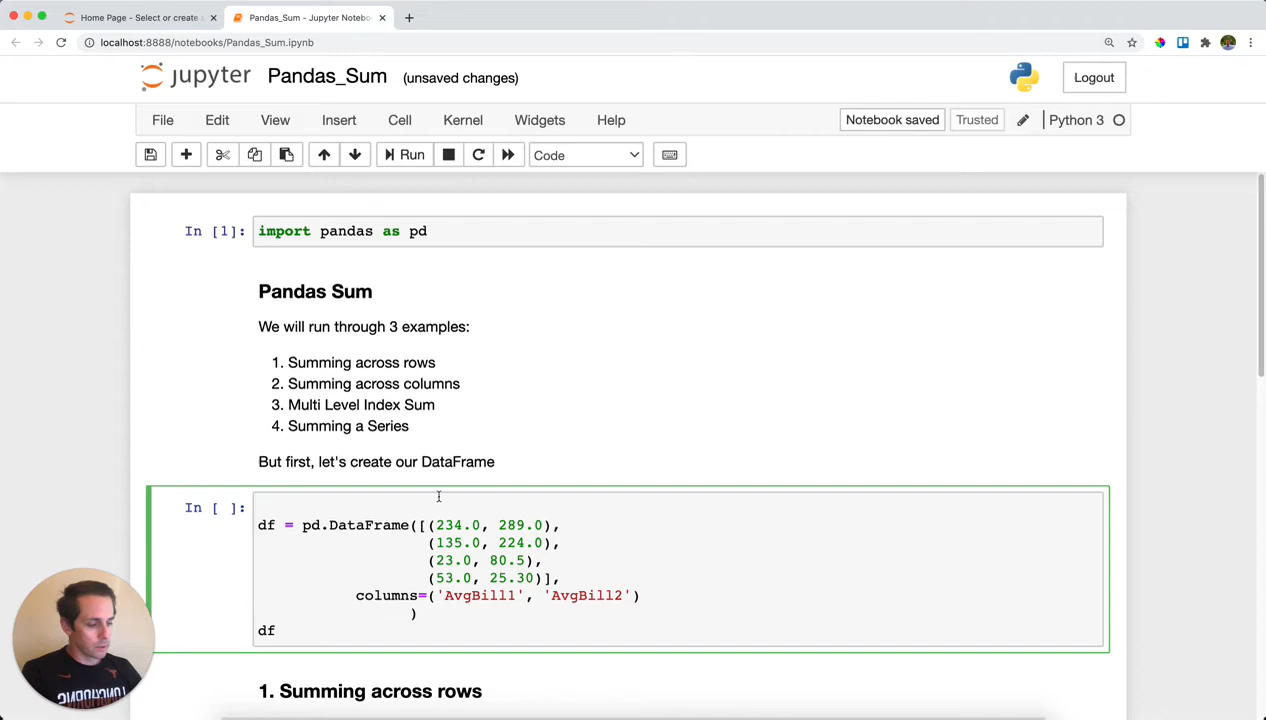 Home Page - Select or create a
Pandas_Sum - Jupyter Notebo
localhost:8888/notebooks/Pandas_Sum.ipynb
jupyter Pandas_Sum (unsaved changes) Logout
File Edit View Insert Cell Kernel Widgets Help Notebook saved Trusted Python 3
Run Code
In [1]: import pandas as pd
Pandas Sum
We will run through 3 examples:
1. Summing across rows
2. Summing across columns
3. Multi Level Index Sum
4. Summing a Series
But first, let's create our DataFrame
In [ ]:
df = pd.DataFrame([(234.0, 289.0),
(135.0, 224.0),
(23.0, 80.5),
(53.0, 25.30)],
columns=('AvgBill1', 'AvgBill2')
)
df
1. Summing across rows